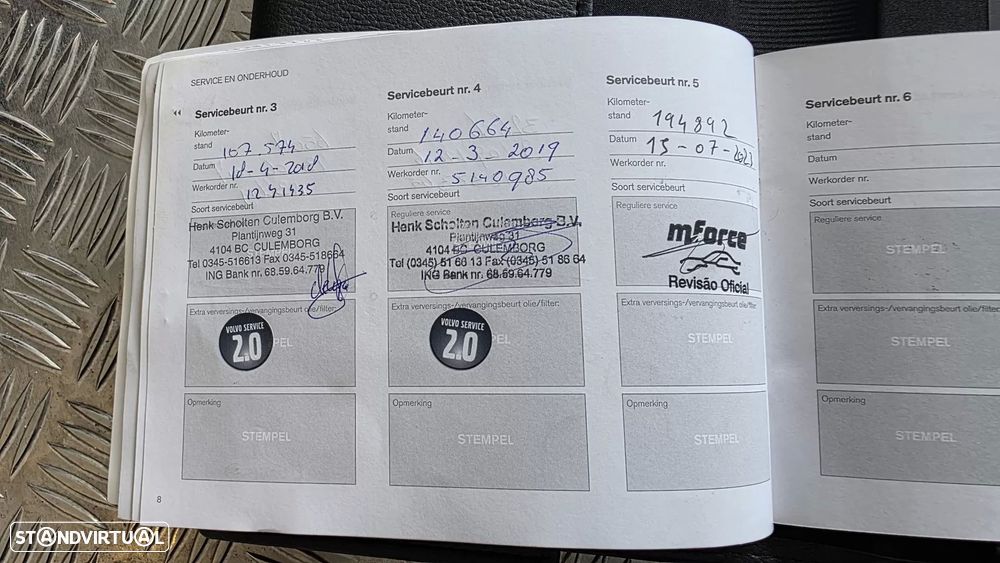 SERVICE EN ONDERHOUD
Servicebeurt nr. 3
Kilometer-
stand 107.574
Datum 18-4-2018
Werkorder nr. 1241435
Soort servicebeurt
Henk Scholten Culemborg B.V.
Plantijnweg 31
4104 BC CULEMBORG
Tel 0345-516613 Fax 0345-518664
ING Bank nr. 68.59.64.779
Extra verversings-/vervangingsbeurt olie/filter:
VOLVO SERVICE
2.0
PEL
Opmerking
STEMPEL
8
Servicebeurt nr. 4
Kilometer-
stand 140664
Datum 12-3-2019
Werkorder nr. 5140985
Soort servicebeurt
Reguliere service
Henk Scholten Culemborg B.V.
Plantijnweg 31
4104 BC CULEMBORG
Tel (0345) 51 66 13 Fax (0345) 51 86 64
ING Bank nr. 68.59.64.779
Extra verversings-/vervangingsbeurt olie/filter:
VOLVO SERVICE
2.0
PEL
Opmerking
STEMPEL
Servicebeurt nr. 5
Kilometer-
stand 194892
Datum 13-07-2023
Werkorder nr.
Soort servicebeurt
Reguliere service
mForce
Revisão Oficial
Extra verversings-/vervangingsbeurt olie/filter:
STEMPEL
Opmerking
STEMPEL
Servicebeurt nr. 6
Kilometer-
stand
Datum
Werkorder nr.
Soort servicebeurt
Reguliere service
STEMPEL
Extra verversings-/vervangingsbeurt olie/filter:
STEMPEL
Opmerking
STEMPEL
STANDVIRTUAL